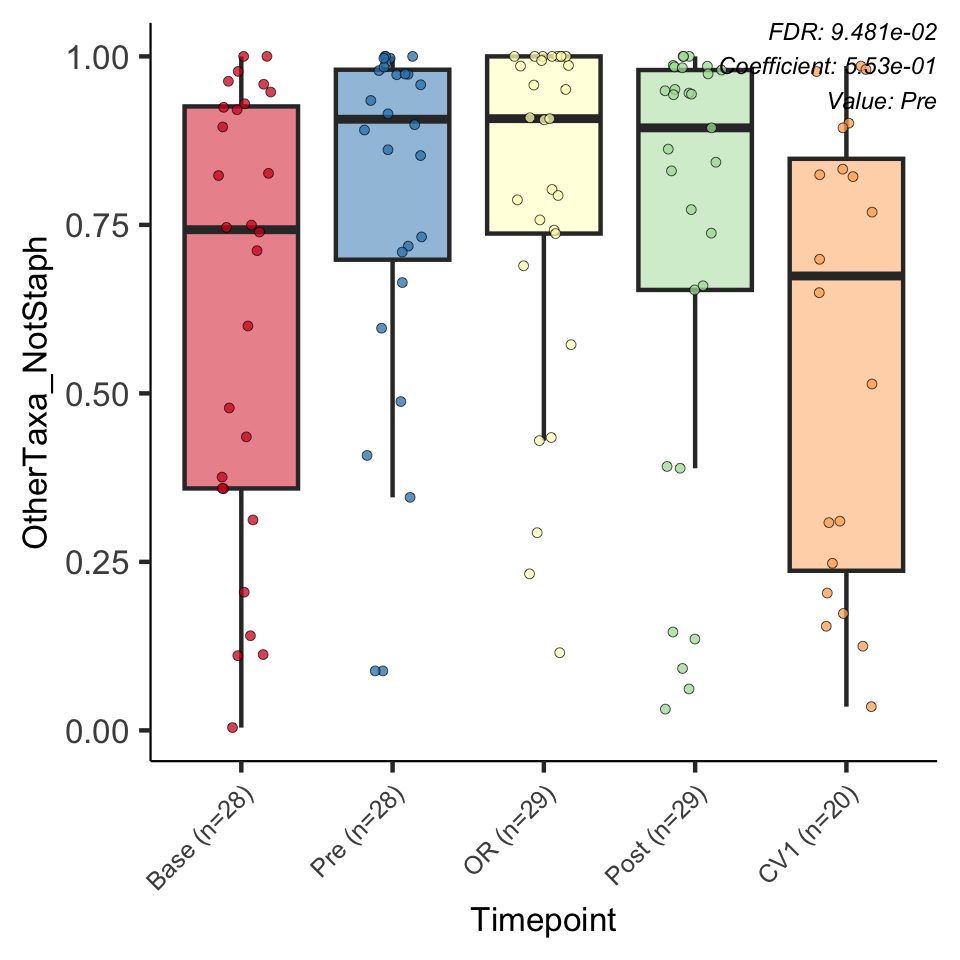 FDR: 9.481e-02
Coefficient: 5.53e-01
Value: Pre
OtherTaxa_NotStaph
1.00
0.75
0.50
0.25
0.00
Base (n=28)
Pre (n=28)
OR (n=29)
Post (n=29)
CV1 (n=20)
Timepoint